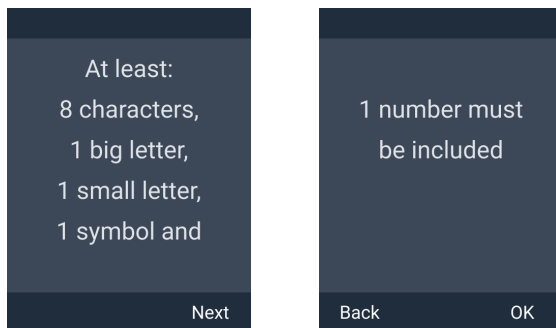 At least:
8 characters,
1 big letter,
1 small letter,
1 symbol and
Next
1 number must
be included
Back
OK